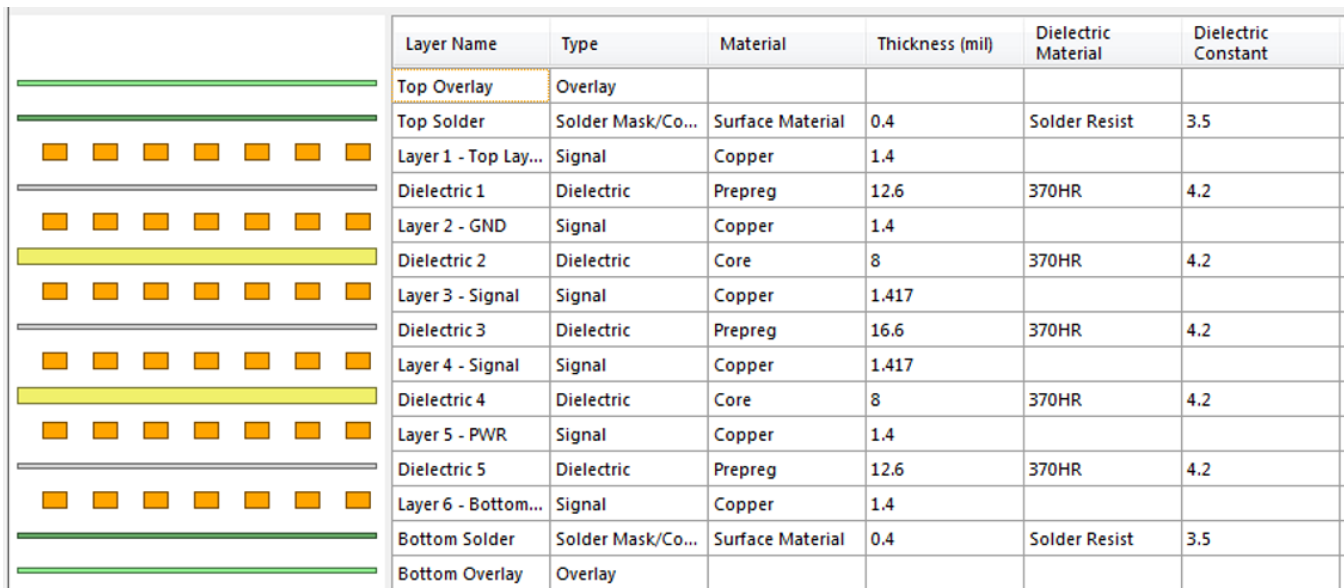 Layer Name Type Material Thickness (mil) Dielectric Material Dielectric Constant
Top Overlay Overlay
Top Solder Solder Mask/Co... Surface Material 0.4 Solder Resist 3.5
Layer 1 - Top Lay... Signal Copper 1.4
Dielectric 1 Dielectric Prepreg 12.6 370HR 4.2
Layer 2 - GND Signal Copper 1.4
Dielectric 2 Dielectric Core 8 370HR 4.2
Layer 3 - Signal Signal Copper 1.417
Dielectric 3 Dielectric Prepreg 16.6 370HR 4.2
Layer 4 - Signal Signal Copper 1.417
Dielectric 4 Dielectric Core 8 370HR 4.2
Layer 5 - PWR Signal Copper 1.4
Dielectric 5 Dielectric Prepreg 12.6 370HR 4.2
Layer 6 - Bottom... Signal Copper 1.4
Bottom Solder Solder Mask/Co... Surface Material 0.4 Solder Resist 3.5
Bottom Overlay Overlay